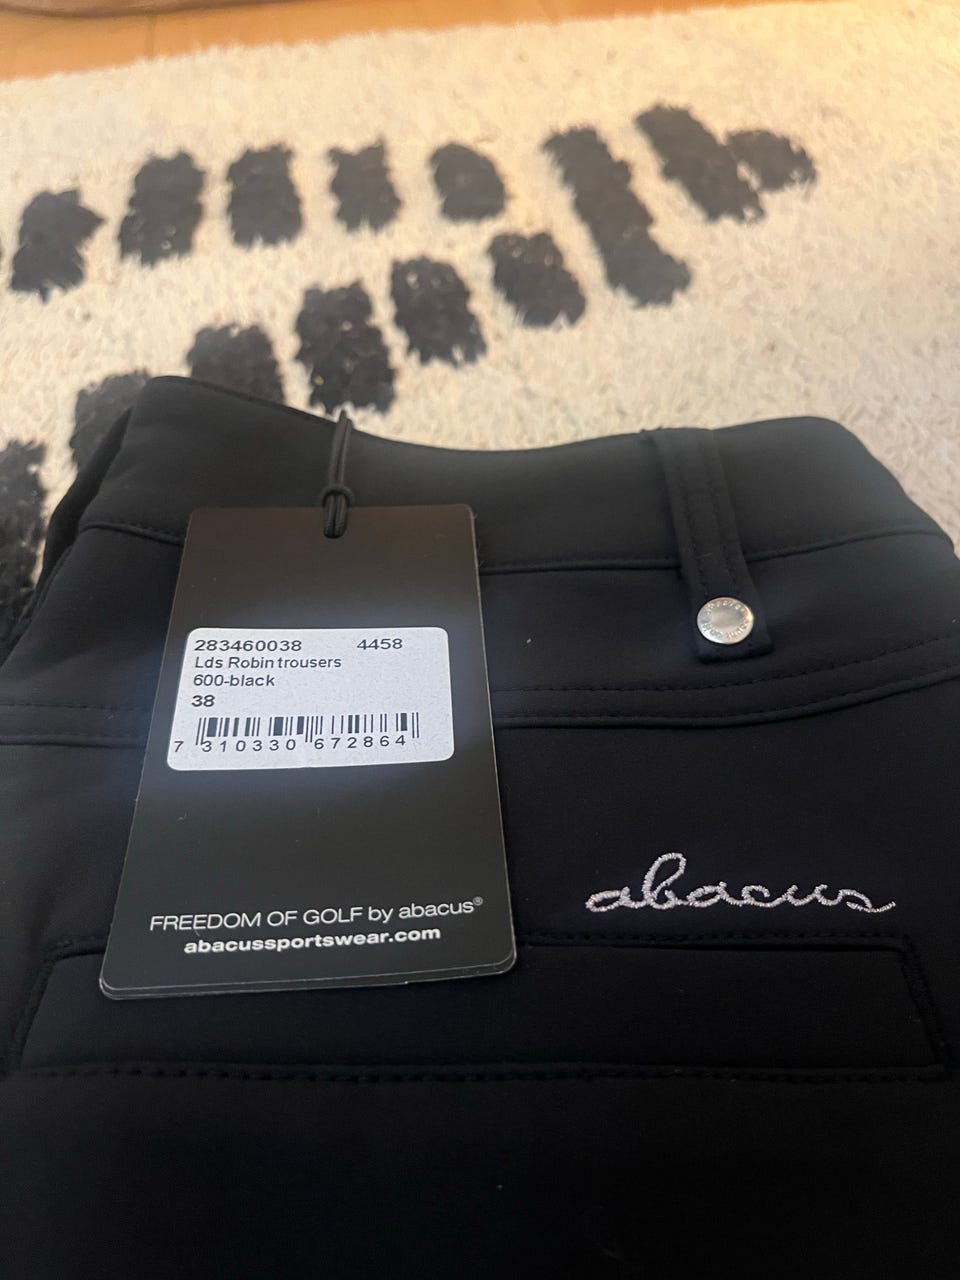 283460038 4458
Lds Robin trousers
600-black
38
7 310330 672864
FREEDOM OF GOLF by abacus®
abacussportswear.com
abacus